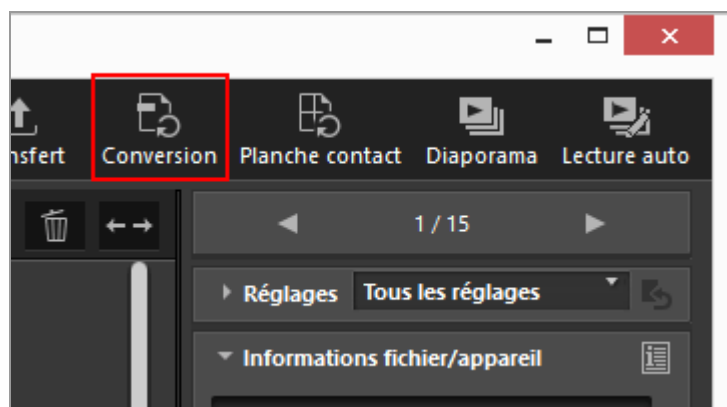 nsfert Conversion Planche contact Diaporama Lecture auto
1 / 15
Réglages Tous les réglages
Informations fichier/appareil